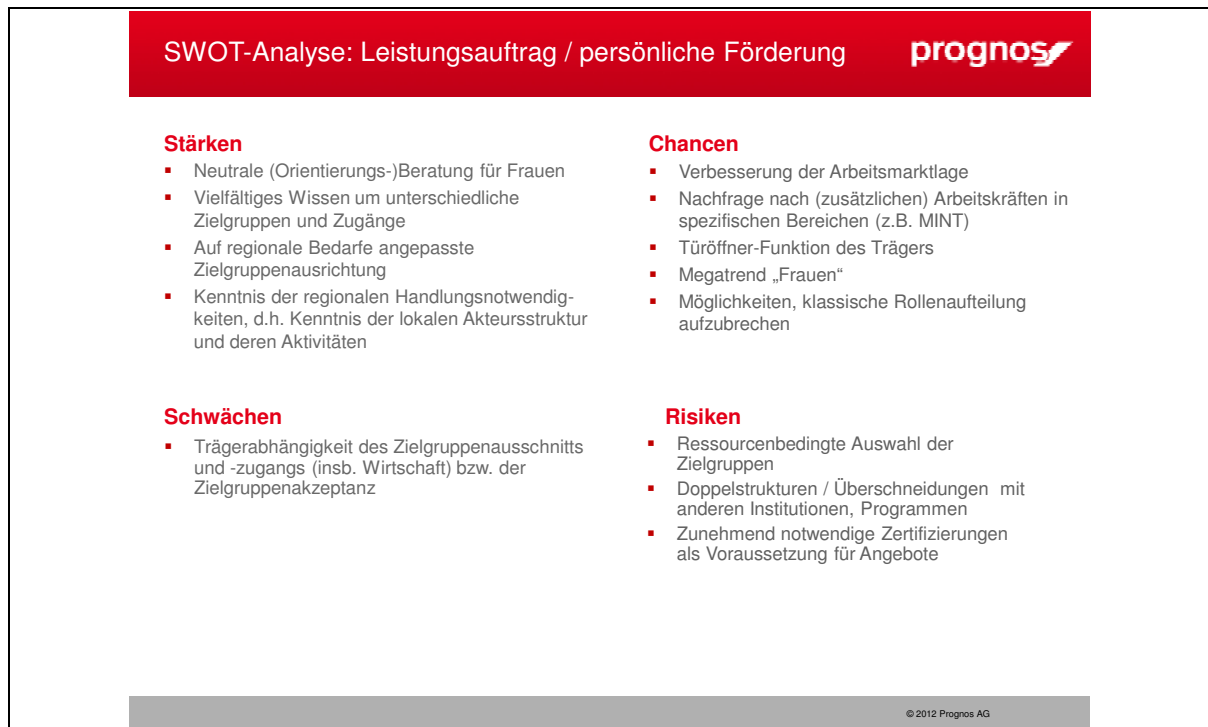 SWOT-Analyse: Leistungsauftrag / persönliche Förderung
prognos
Stärken
▪ Neutrale (Orientierungs-)Beratung für Frauen
▪ Vielfältiges Wissen um unterschiedliche
Zielgruppen und Zugänge
▪ Auf regionale Bedarfe angepasste
Zielgruppenausrichtung
▪ Kenntnis der regionalen Handlungsnotwendig-
keiten, d.h. Kenntnis der lokalen Akteursstruktur
und deren Aktivitäten
Chancen
▪ Verbesserung der Arbeitsmarktlage
▪ Nachfrage nach (zusätzlichen) Arbeitskräften in
spezifischen Bereichen (z.B. MINT)
▪ Türöffner-Funktion des Trägers
▪ Megatrend „Frauen“
▪ Möglichkeiten, klassische Rollenaufteilung
aufzubrechen
Schwächen
▪ Trägerabhängigkeit des Zielgruppenausschnitts
und -zugangs (insb. Wirtschaft) bzw. der
Zielgruppenakzeptanz
Risiken
▪ Ressourcenbedingte Auswahl der
Zielgruppen
▪ Doppelstrukturen / Überschneidungen mit
anderen Institutionen, Programmen
▪ Zunehmend notwendige Zertifizierungen
als Voraussetzung für Angebote
© 2012 Prognos AG